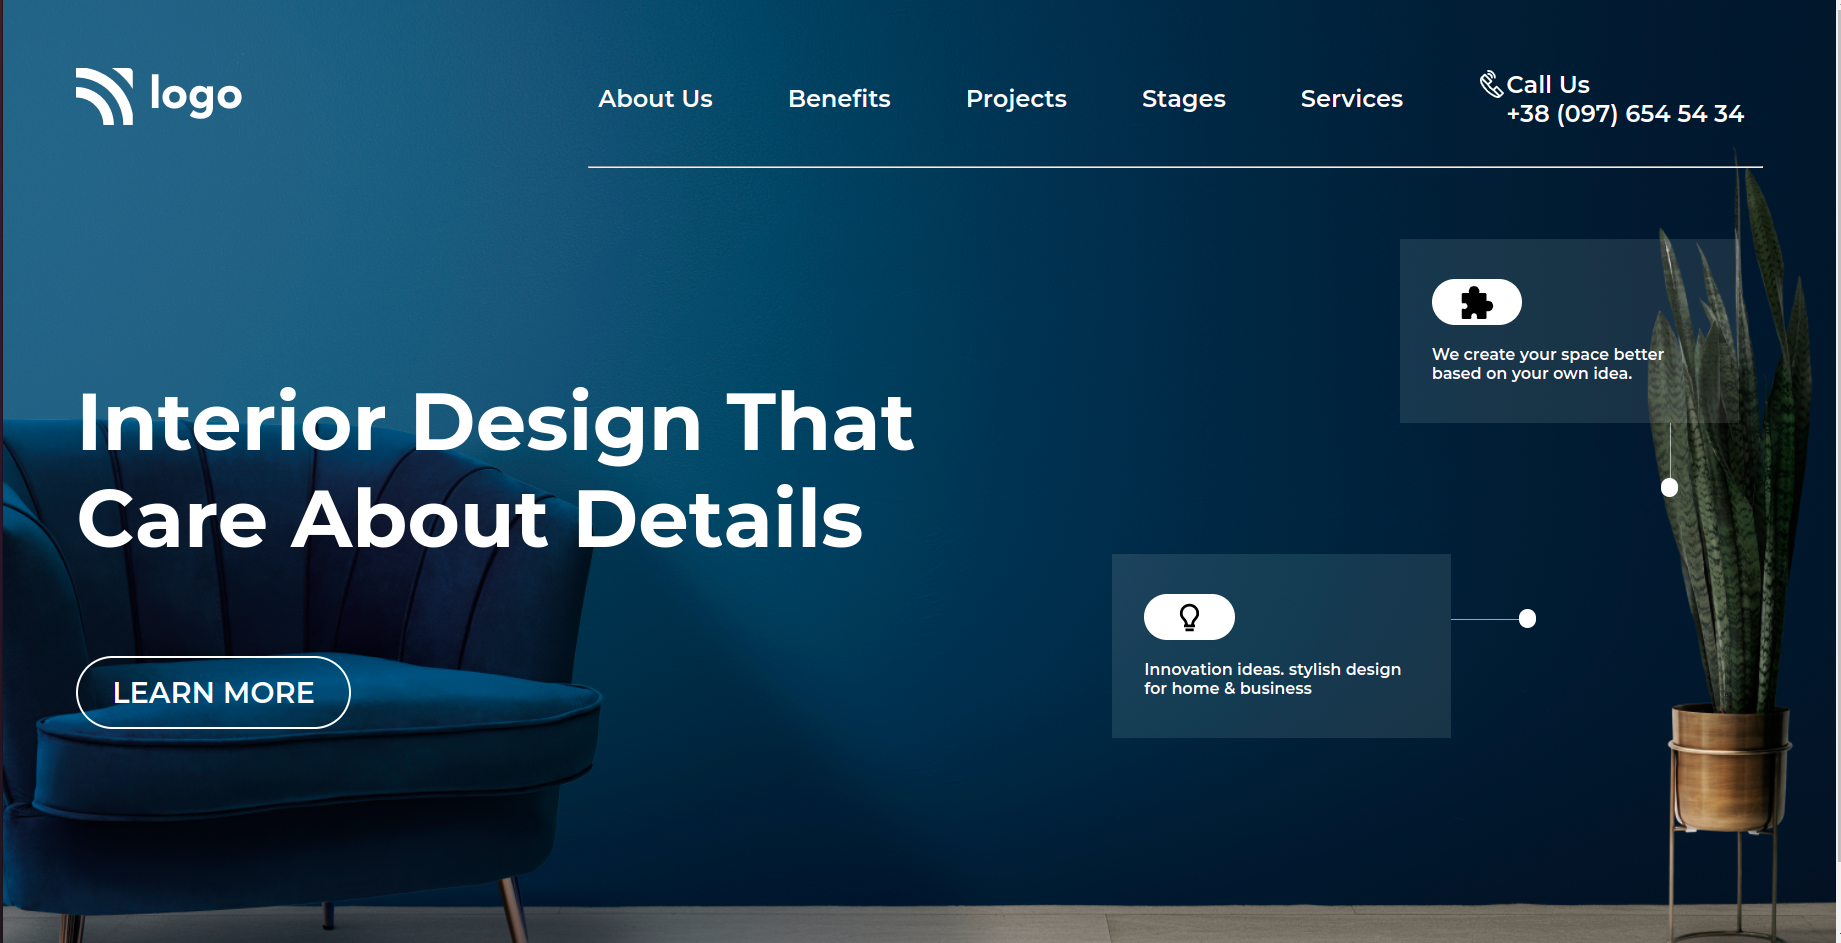 logo
About Us
Benefits
Projects
Stages
Services
Call Us
+38 (097) 654 54 34
We create your space better
based on your own idea.
Interior Design That
Care About Details
Innovation ideas. stylish design
for home & business
LEARN MORE